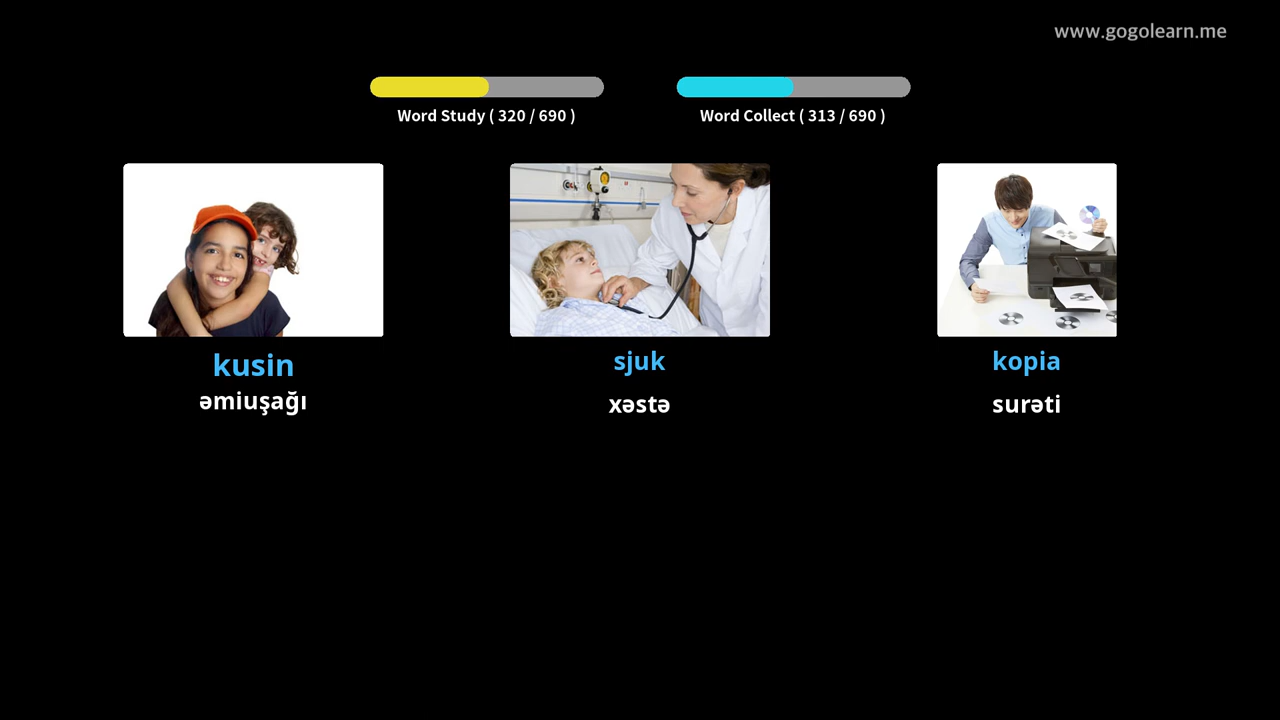 www.gogolearn.me
Word Study ( 320 / 690 )
Word Collect ( 313 / 690 )
kusin
əmiuşağı
sjuk
xəstə
kopia
surəti